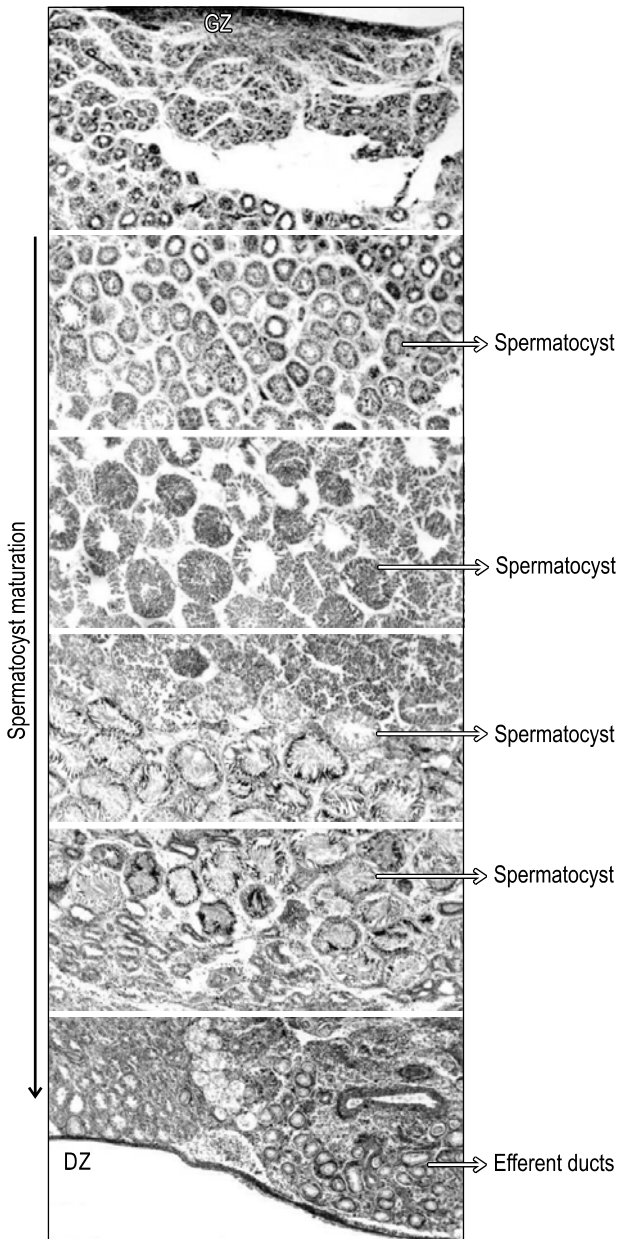 GZ
Spermatocyst
Spermatocyst
Spermatocyst maturation
Spermatocyst
Spermatocyst
DZ
Efferent ducts